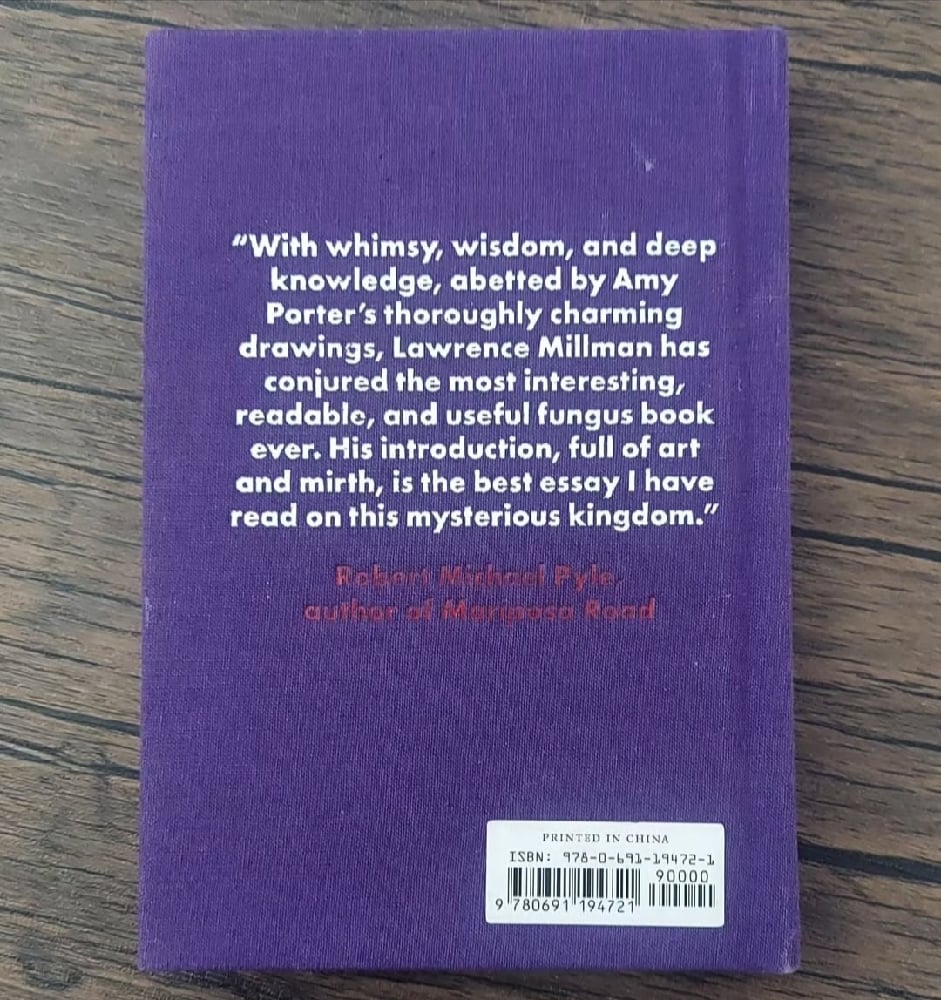 “With whimsy, wisdom, and deep
knowledge, abetted by Amy
Porter’s thoroughly charming
drawings, Lawrence Millman has
conjured the most interesting,
readable, and useful fungus book
ever. His introduction, full of art
and mirth, is the best essay I have
read on this mysterious kingdom.”
Robert Michael Pyle,
author of Mariposa Road
PRINTED IN CHINA
ISBN: 978-0-691-19472-1
90000
9 780691 194721